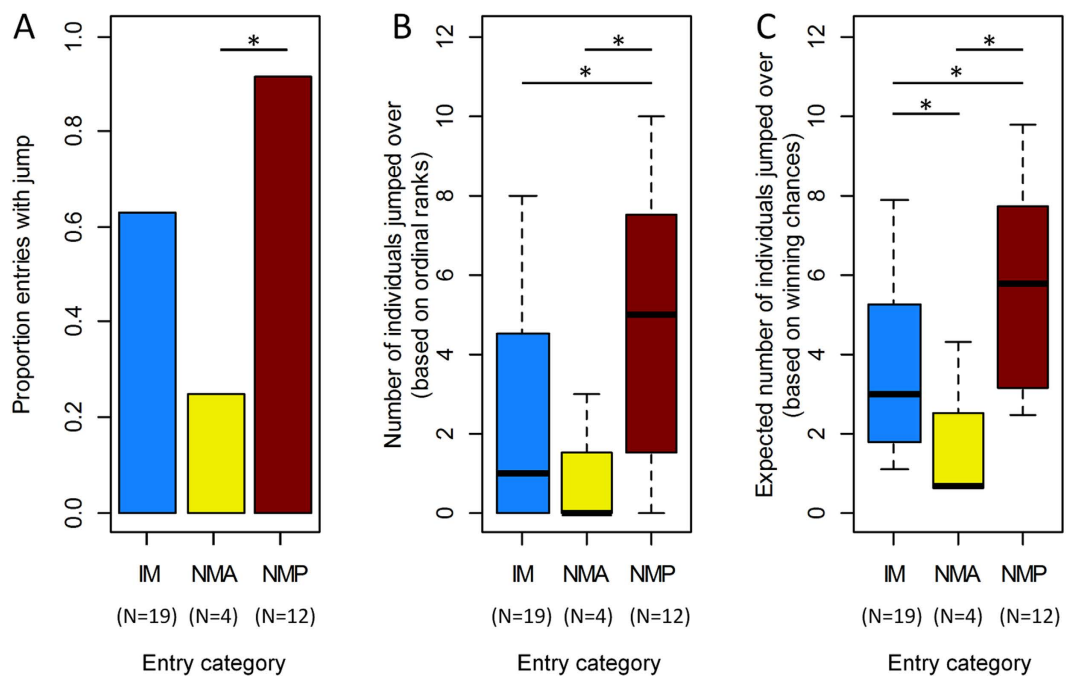 A
Proportion entries with jump
1.0
0.8
0.6
0.4
0.2
0.0
*
IM NMA NMP
(N=19) (N=4) (N=12)
Entry category
B
Number of individuals jumped over
(based on ordinal ranks)
12
10
8
6
4
2
0
*
*
IM NMA NMP
(N=19) (N=4) (N=12)
Entry category
C
Expected number of individuals jumped over
(based on winning chances)
12
10
8
6
4
2
0
*
*
*
IM NMA NMP
(N=19) (N=4) (N=12)
Entry category